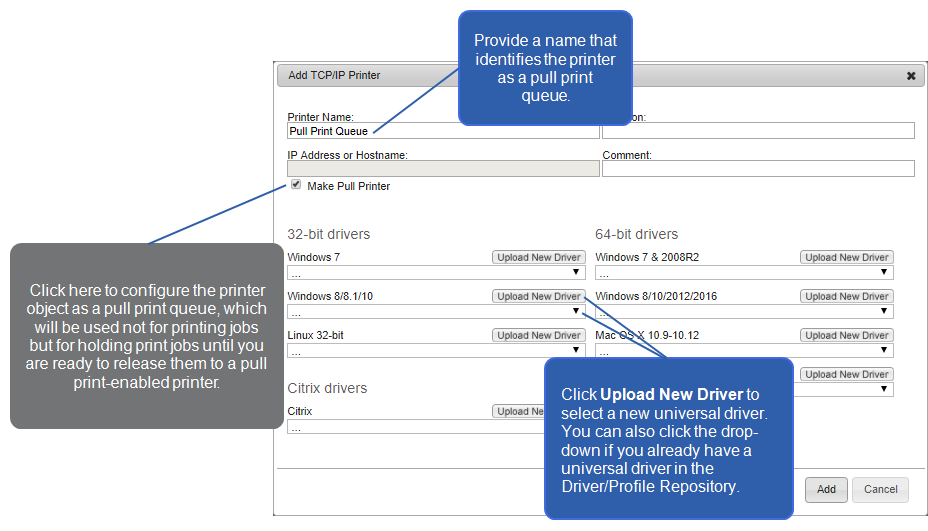 Provide a name that
identifies the printer
as a pull print
queue.
Add TCP/IP Printer
Printer Name:
Pull Print Queue
IP Address or Hostname:
Comment:
Make Pull Printer
Click here to configure the printer
object as a pull print queue, which
will be used not for printing jobs
but for holding print jobs until you
are ready to release them to a pull
print-enabled printer.
32-bit drivers
64-bit drivers
Windows 7
Upload New Driver
Windows 7 & 2008R2
Upload New Driver
...
...
Windows 8/8.1/10
Upload New Driver
Windows 8/10/2012/2016
Upload New Driver
...
...
Linux 32-bit
Upload New Driver
Mac OS X 10.9-10.12
Upload New Driver
...
...
Upload New Driver
Citrix drivers
Citrix
Upload
...
Click Upload New Driver to
select a new universal driver.
You can also click the drop-
down if you already have a
universal driver in the
Driver/Profile Repository.
Add
Cancel